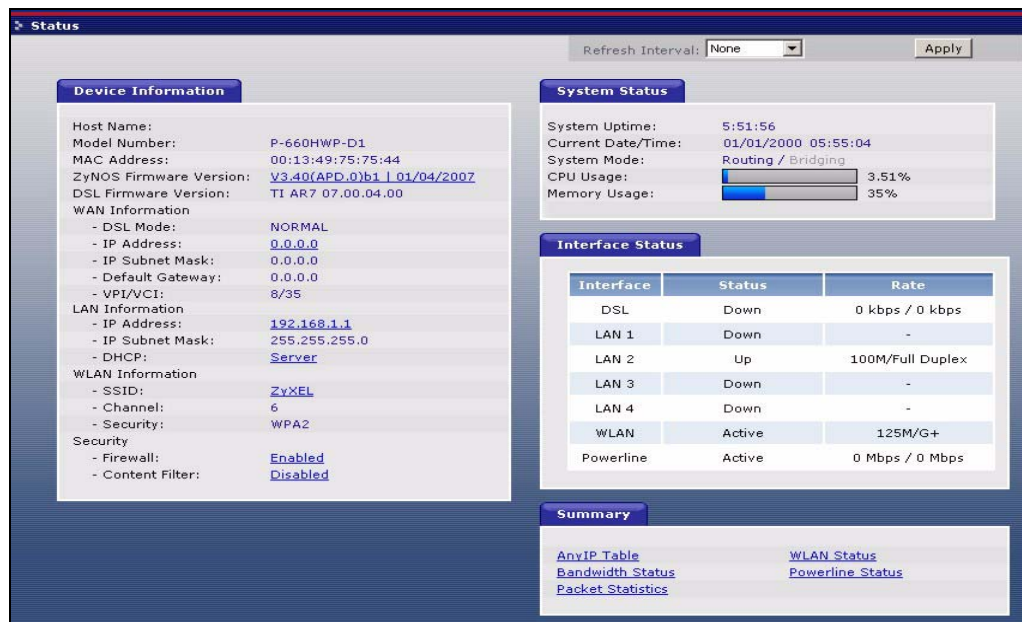 Status
Refresh Interval: None Apply
Device Information
Host Name:
Model Number: P-660HWP-D1
MAC Address: 00:13:49:75:75:44
ZyNOS Firmware Version: V3.40(APD.0)b1 | 01/04/2007
DSL Firmware Version: TI AR7 07.00.04.00
WAN Information
- DSL Mode: NORMAL
- IP Address: 0.0.0.0
- IP Subnet Mask: 0.0.0.0
- Default Gateway: 0.0.0.0
- VPI/VCI: 8/35
LAN Information
- IP Address: 192.168.1.1
- IP Subnet Mask: 255.255.255.0
- DHCP: Server
WLAN Information
- SSID: ZyXEL
- Channel: 6
- Security: WPA2
Security
- Firewall: Enabled
- Content Filter: Disabled
System Status
System Uptime: 5:51:56
Current Date/Time: 01/01/2000 05:55:04
System Mode: Routing / Bridging
CPU Usage: 3.51%
Memory Usage: 35%
Interface Status
Interface Status Rate
DSL Down 0 kbps / 0 kbps
LAN 1 Down -
LAN 2 Up 100M/Full Duplex
LAN 3 Down -
LAN 4 Down -
WLAN Active 125M/G+
Powerline Active 0 Mbps / 0 Mbps
Summary
AnyIP Table WLAN Status
Bandwidth Status Powerline Status
Packet Statistics